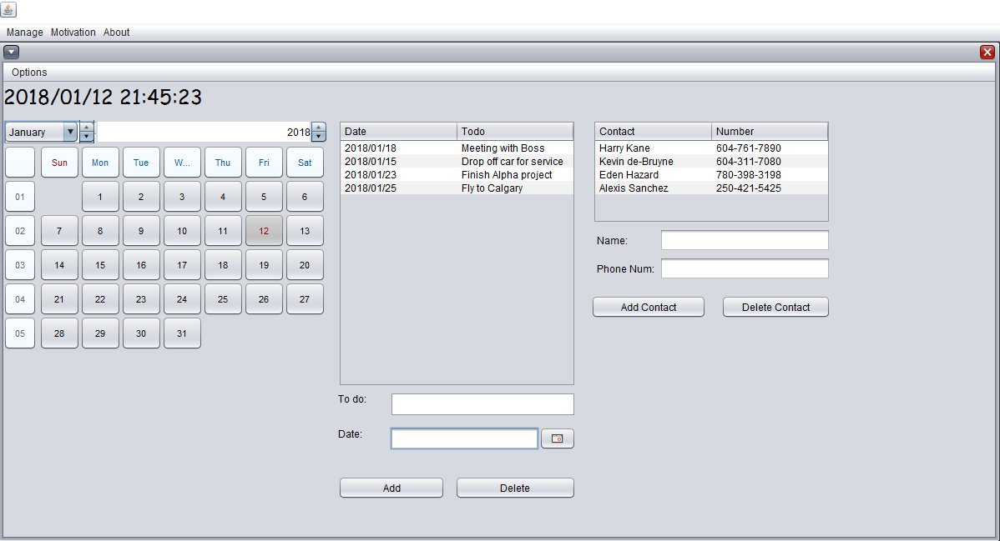 Manage Motivation About
Options
2018/01/12 21:45:23
January 2018
Sun Mon Tue W... Thu Fri Sat
01 1 2 3 4 5 6
02 7 8 9 10 11 12 13
03 14 15 16 17 18 19 20
04 21 22 23 24 25 26 27
05 28 29 30 31
Date Todo
2018/01/18 Meeting with Boss
2018/01/15 Drop off car for service
2018/01/23 Finish Alpha project
2018/01/25 Fly to Calgary
To do:
Date:
Add Delete
Contact Number
Harry Kane 604-761-7890
Kevin de-Bruyne 604-311-7080
Eden Hazard 780-398-3198
Alexis Sanchez 250-421-5425
Name:
Phone Num:
Add Contact Delete Contact